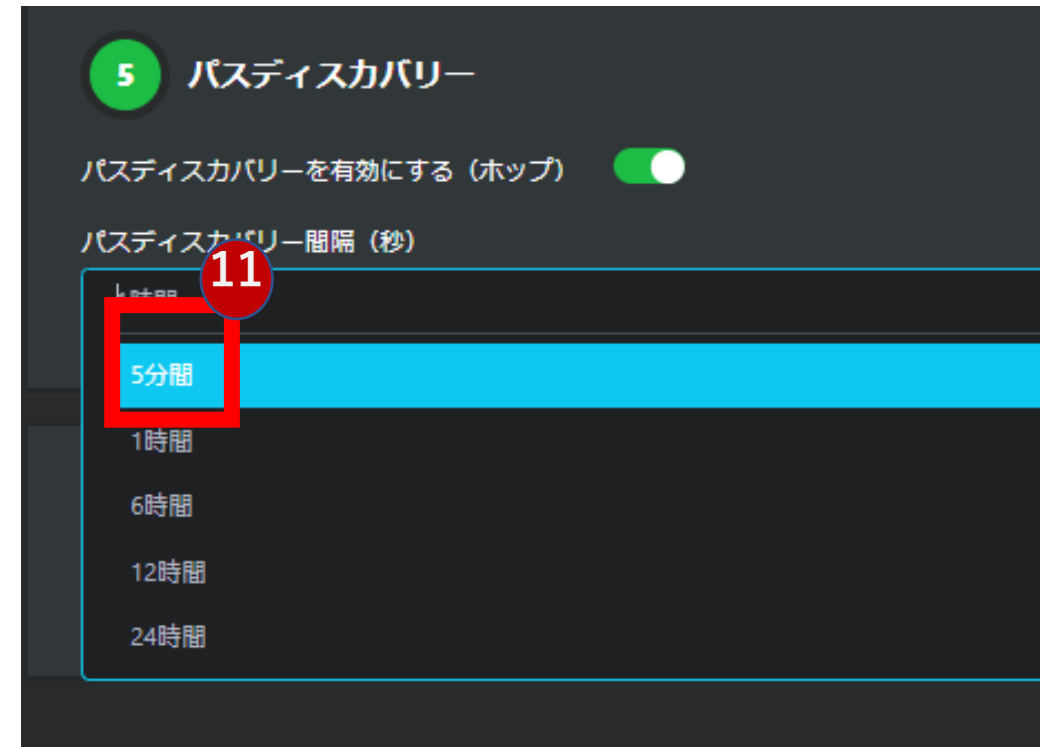 5 パスディスカバリー
パスディスカバリーを有効にする（ホップ）
パスディスカバリー間隔（秒）
11
5分間
1時間
6時間
12時間
24時間